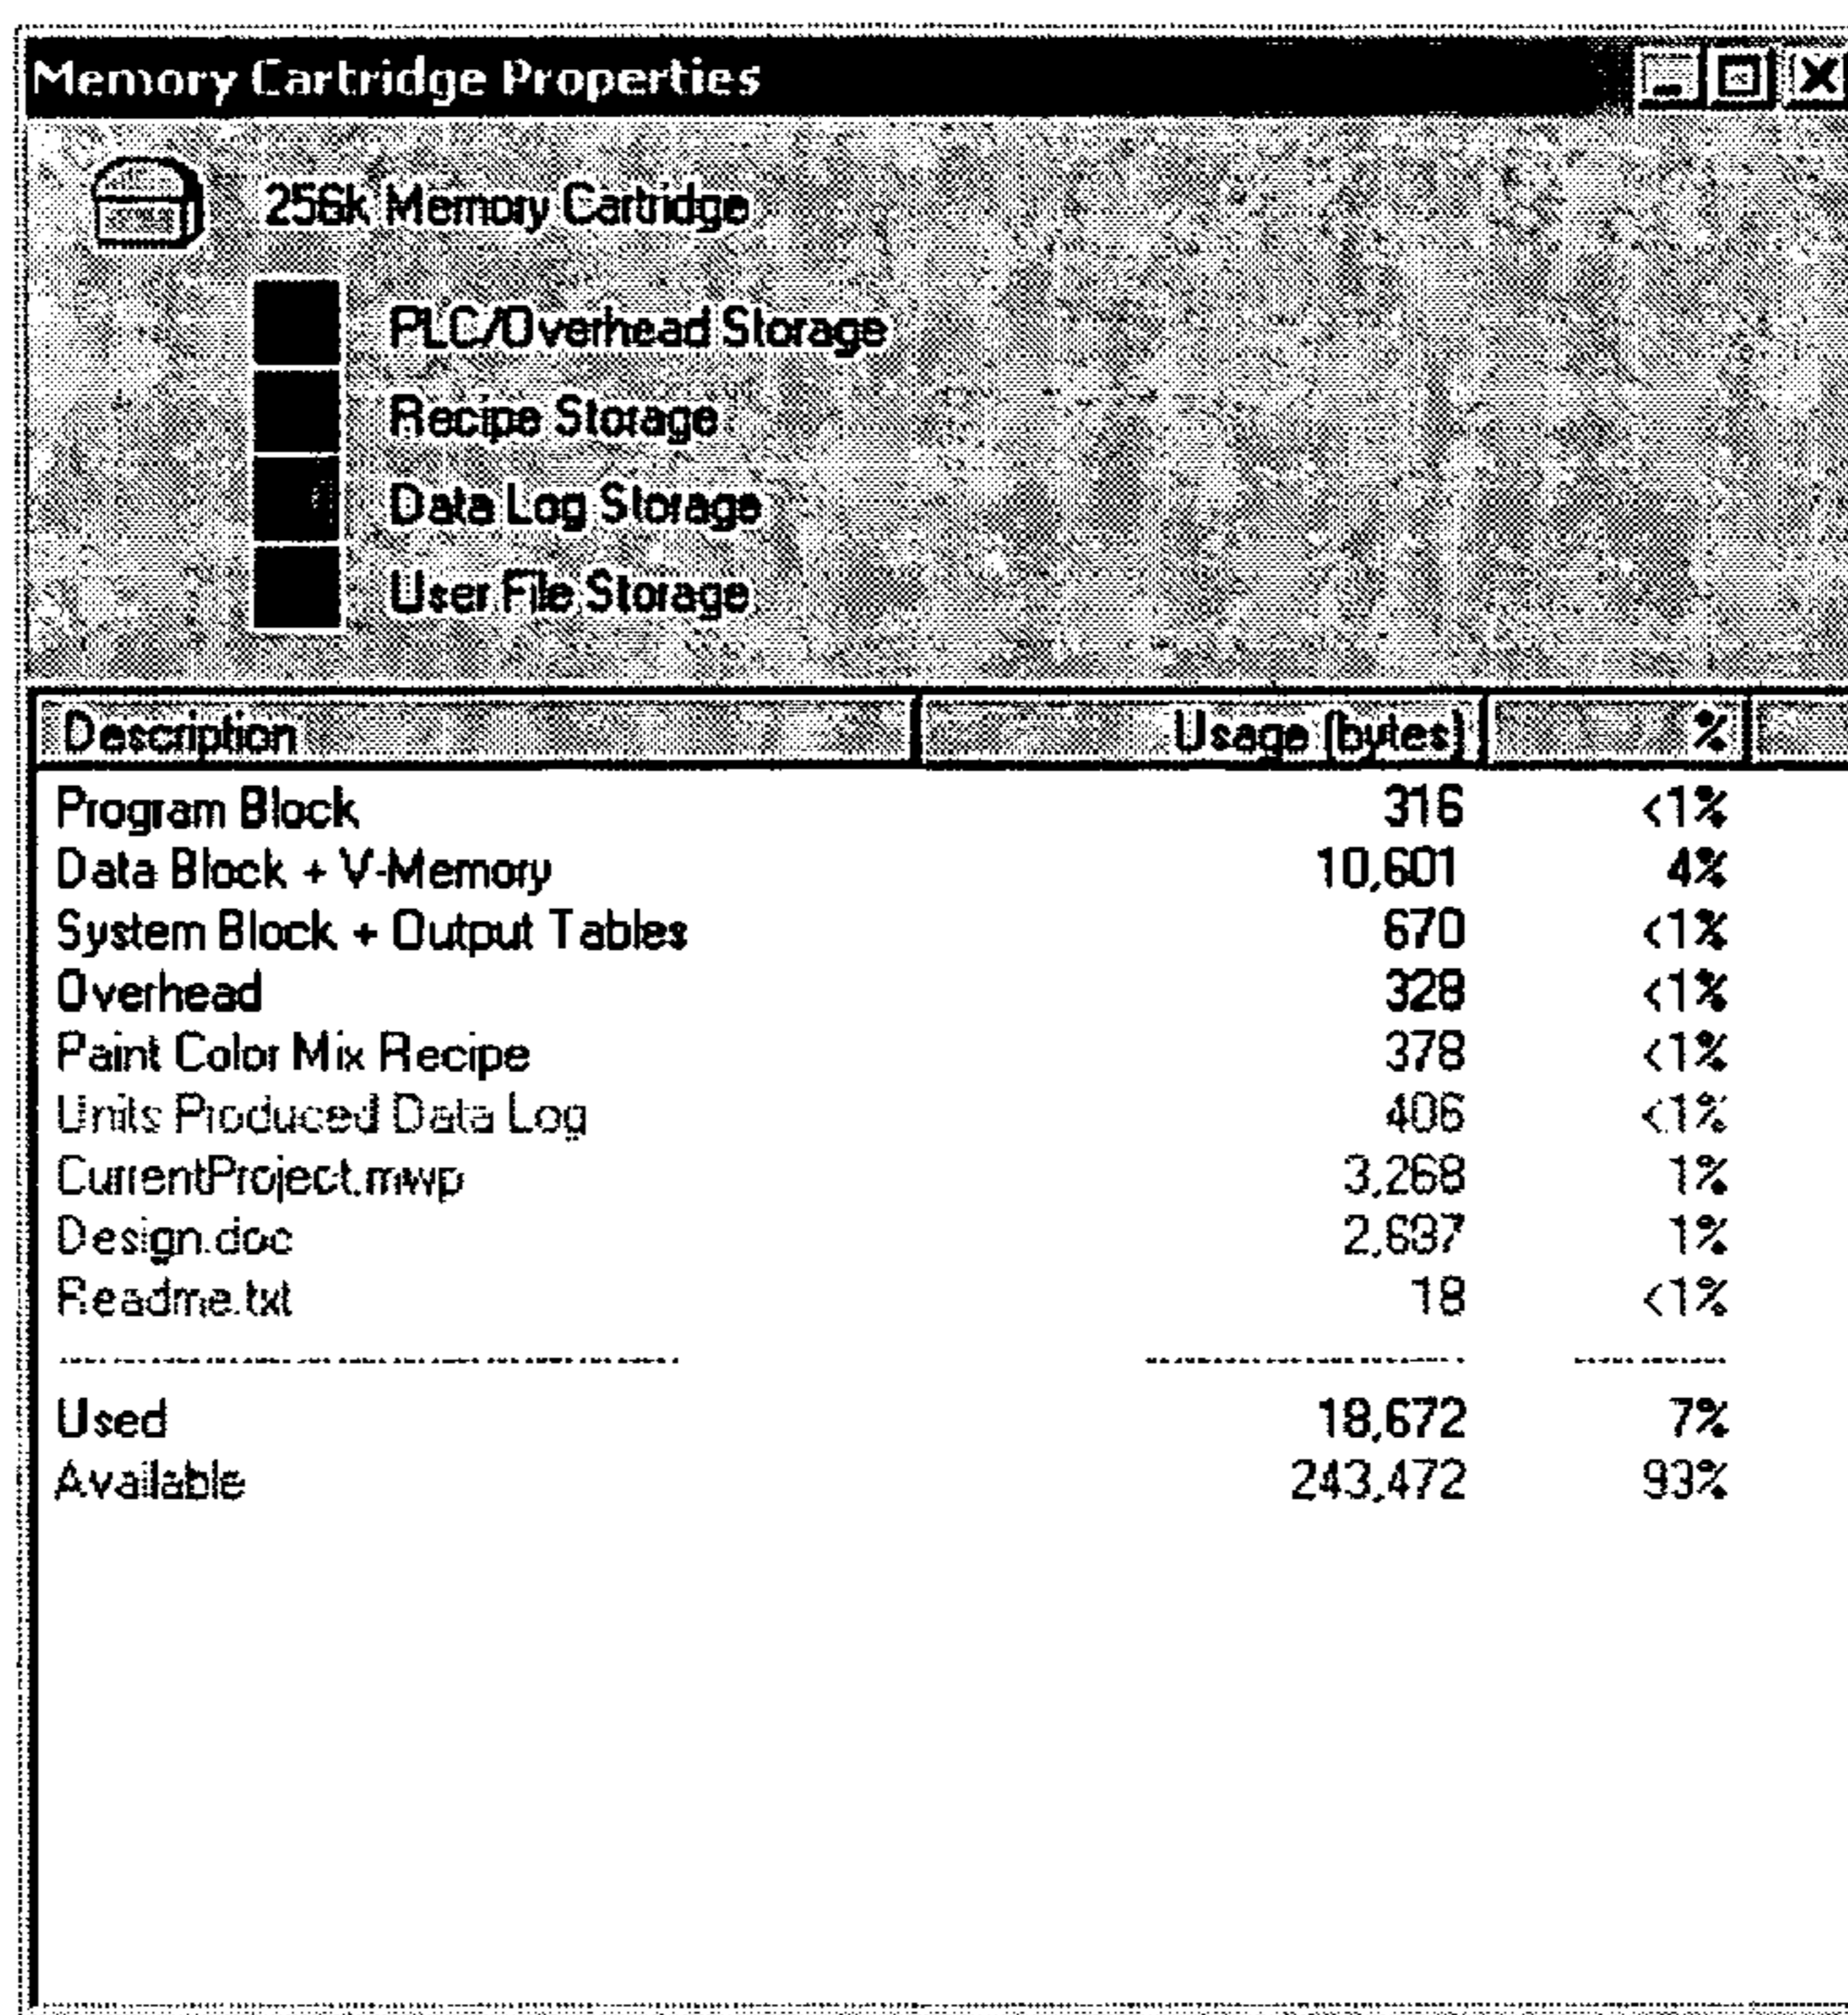 Memory Cartridge Properties
256k Memory Cartridge
PLC/Overhead Storage
Recipe Storage
Data Log Storage
User File Storage
Description Usage (bytes) %
Program Block 316 <1%
Data Block + V-Memory 10,601 4%
System Block + Output Tables 670 <1%
Overhead 328 <1%
Paint Color Mix Recipe 378 <1%
Units Produced Data Log 406 <1%
CurrentProject.mwp 3,268 1%
Design.doc 2,687 1%
Readme.txt 18 <1%
Used 18,672 7%
Available 243,472 93%